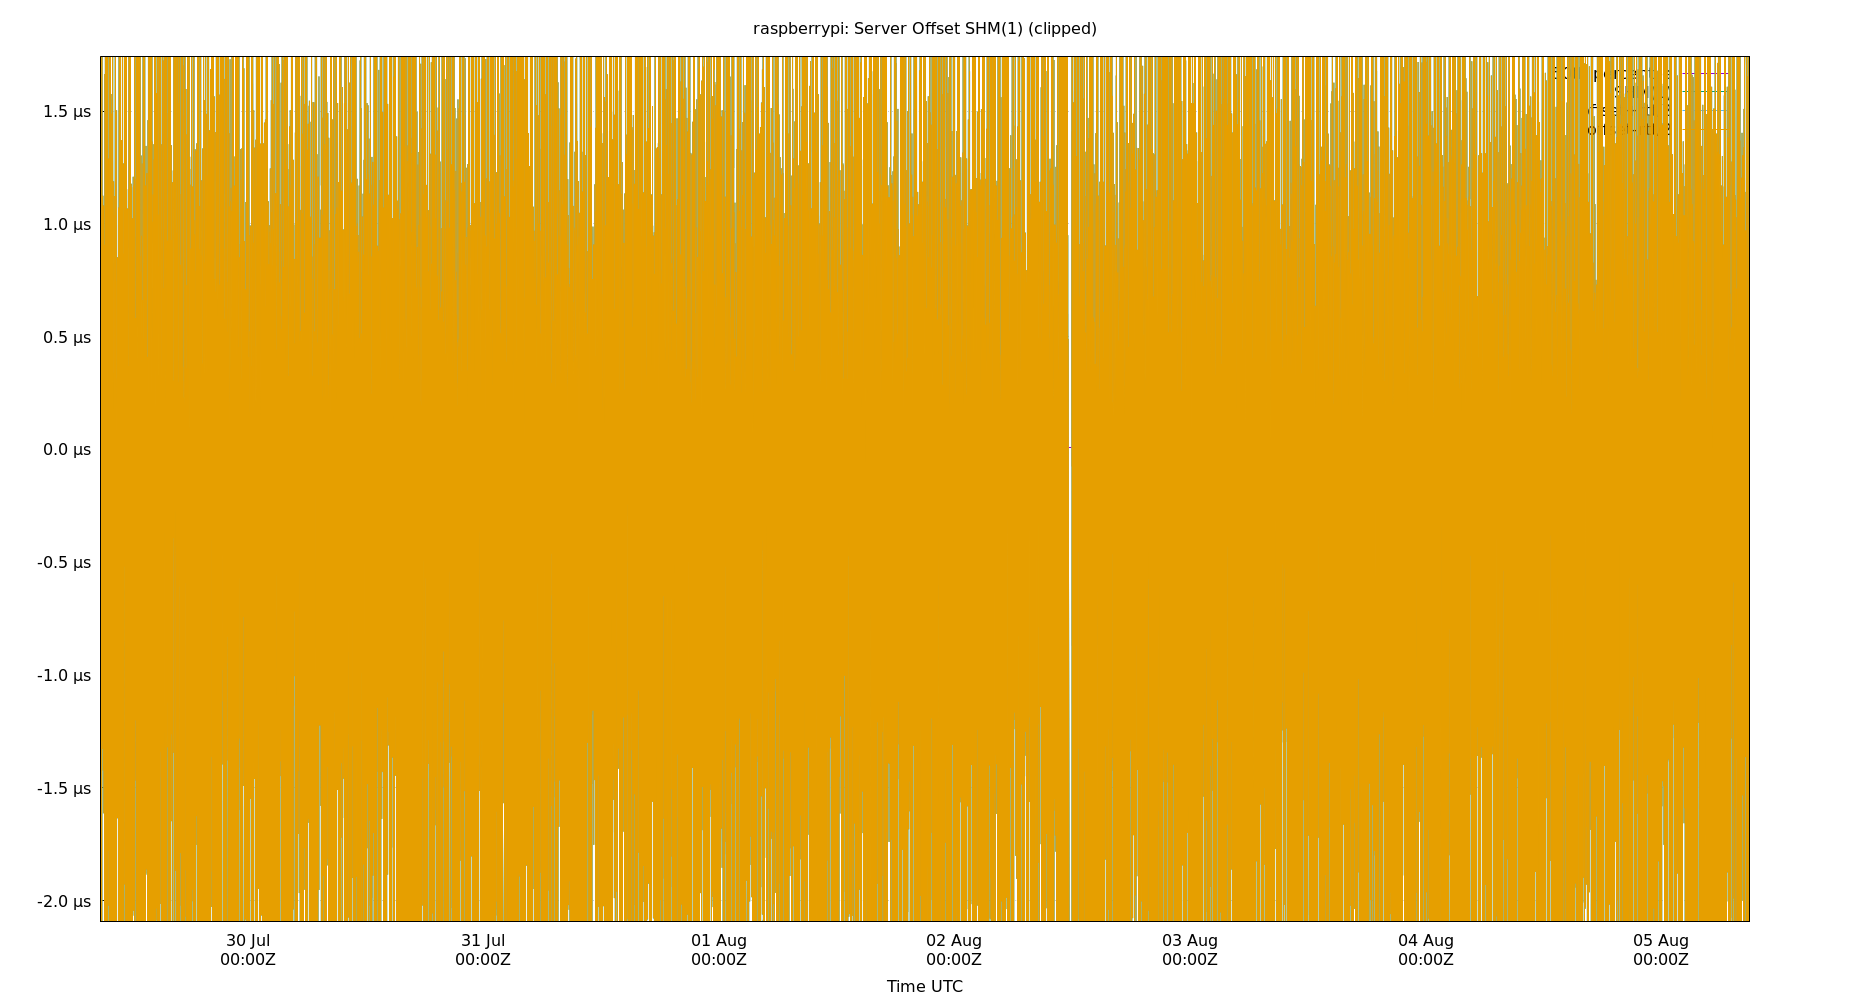 raspberrypi: Server Offset SHM(1) (clipped)
1.5 µs
1.0 µs
0.5 µs
0.0 µs
-0.5 µs
-1.0 µs
-1.5 µs
-2.0 µs
30 Jul 31 Jul 01 Aug 02 Aug 03 Aug 04 Aug 05 Aug
00:00Z 00:00Z 00:00Z 00:00Z 00:00Z 00:00Z 00:00Z
Time UTC